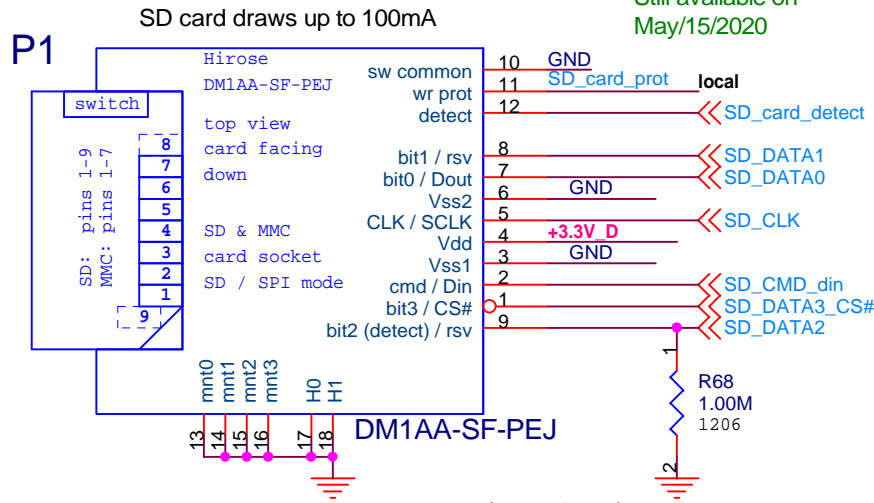 Still available on
May/15/2020
SD card draws up to 100mA
P1
Hirose
DM1AA-SF-PEJ
top view
card facing
down
SD & MMC
card socket
SD / SPI mode
switch
SD: pins 1-9
MMC: pins 1-7
8
7
6
5
4
3
2
1
9
sw common 10 GND
wr prot 11 SD_card_prot local
detect 12 SD_card_detect
bit1 / rsv 8 SD_DATA1
bit0 / Dout 7 SD_DATA0
Vss2 6 GND
CLK / SCLK 5 SD_CLK
Vdd 4 +3.3V_D
Vss1 3 GND
cmd / Din 2 SD_CMD_din
bit3 / CS# 1 SD_DATA3_CS#
bit2 (detect) / rsv 9 SD_DATA2
mnt0
mnt1
mnt2
mnt3
H0
H1
13
14
15
16
17
18
DM1AA-SF-PEJ
1
R68
1.00M
1206
2